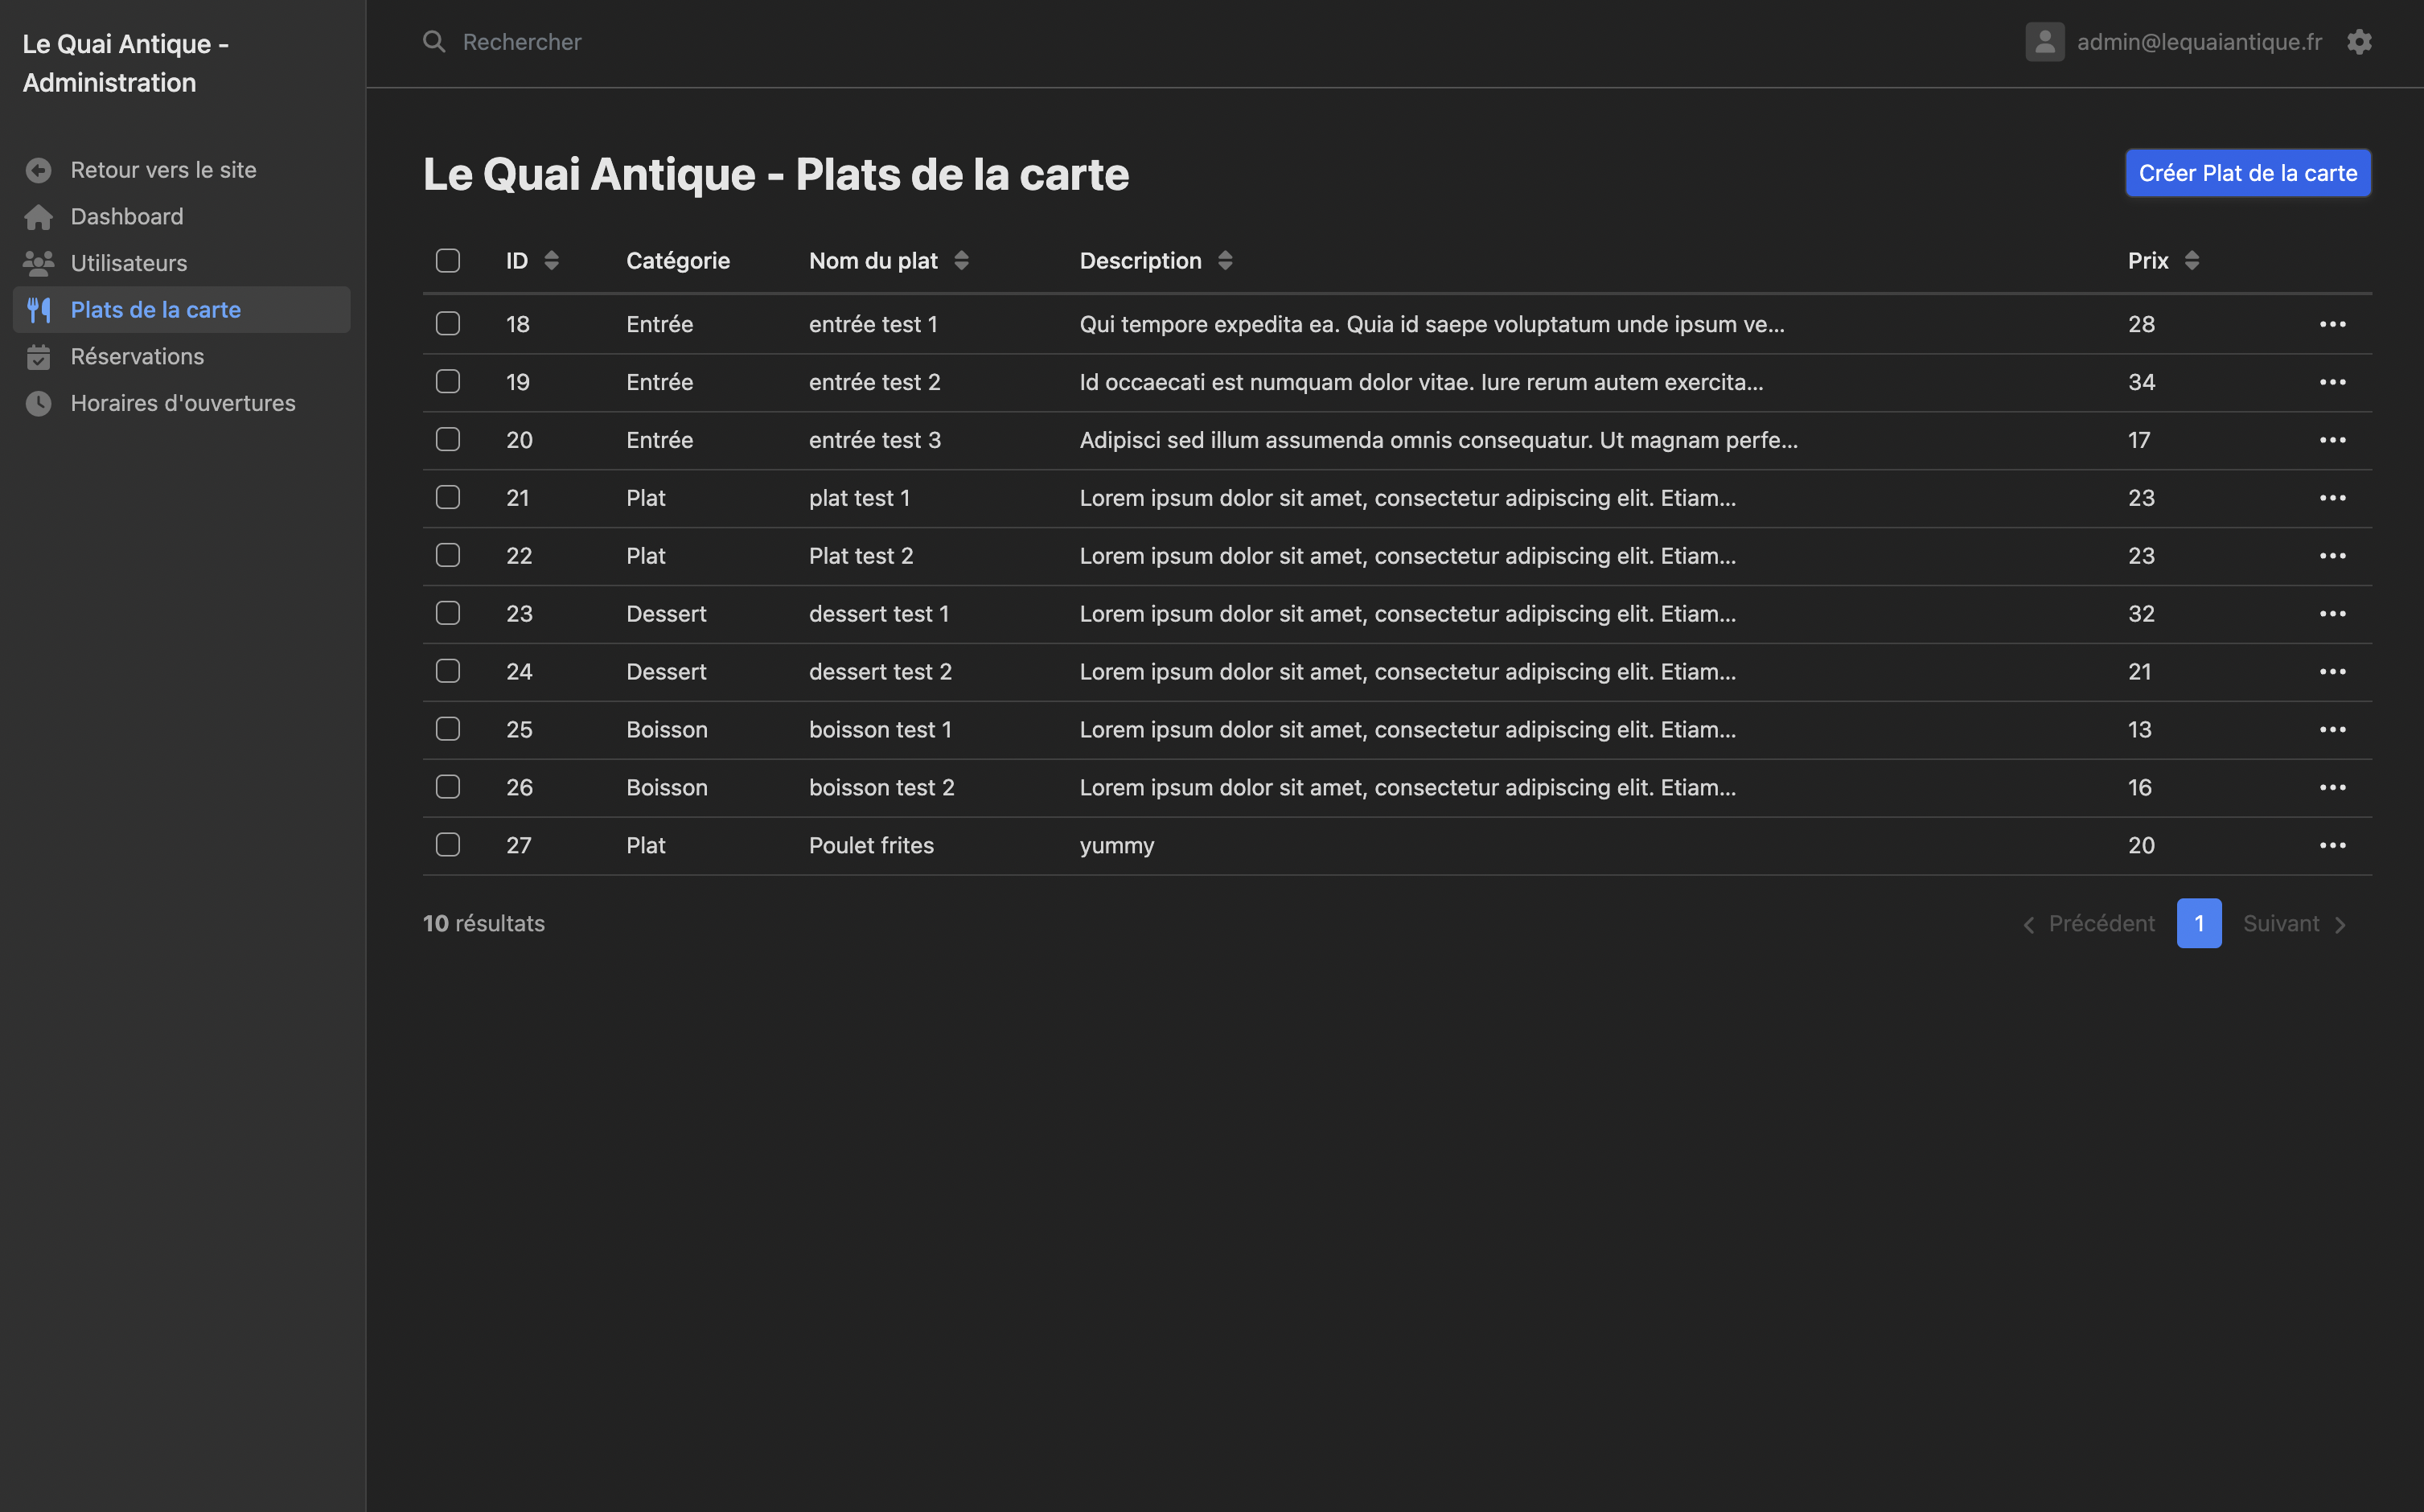 Le Quai Antique -
Administration
Retour vers le site
Dashboard
Utilisateurs
Plats de la carte
Réservations
Horaires d'ouvertures
Rechercher
admin@lequaiantique.fr
Le Quai Antique - Plats de la carte
Créer Plat de la carte
ID Catégorie Nom du plat Description Prix
18 Entrée entrée test 1 Qui tempore expedita ea. Quia id saepe voluptatum unde ipsum ve... 28
19 Entrée entrée test 2 Id occaecati est numquam dolor vitae. Iure rerum autem exercita... 34
20 Entrée entrée test 3 Adipisci sed illum assumenda omnis consequatur. Ut magnam perfe... 17
21 Plat plat test 1 Lorem ipsum dolor sit amet, consectetur adipiscing elit. Etiam... 23
22 Plat Plat test 2 Lorem ipsum dolor sit amet, consectetur adipiscing elit. Etiam... 23
23 Dessert dessert test 1 Lorem ipsum dolor sit amet, consectetur adipiscing elit. Etiam... 32
24 Dessert dessert test 2 Lorem ipsum dolor sit amet, consectetur adipiscing elit. Etiam... 21
25 Boisson boisson test 1 Lorem ipsum dolor sit amet, consectetur adipiscing elit. Etiam... 13
26 Boisson boisson test 2 Lorem ipsum dolor sit amet, consectetur adipiscing elit. Etiam... 16
27 Plat Poulet frites yummy 20
10 résultats
Précédent 1 Suivant